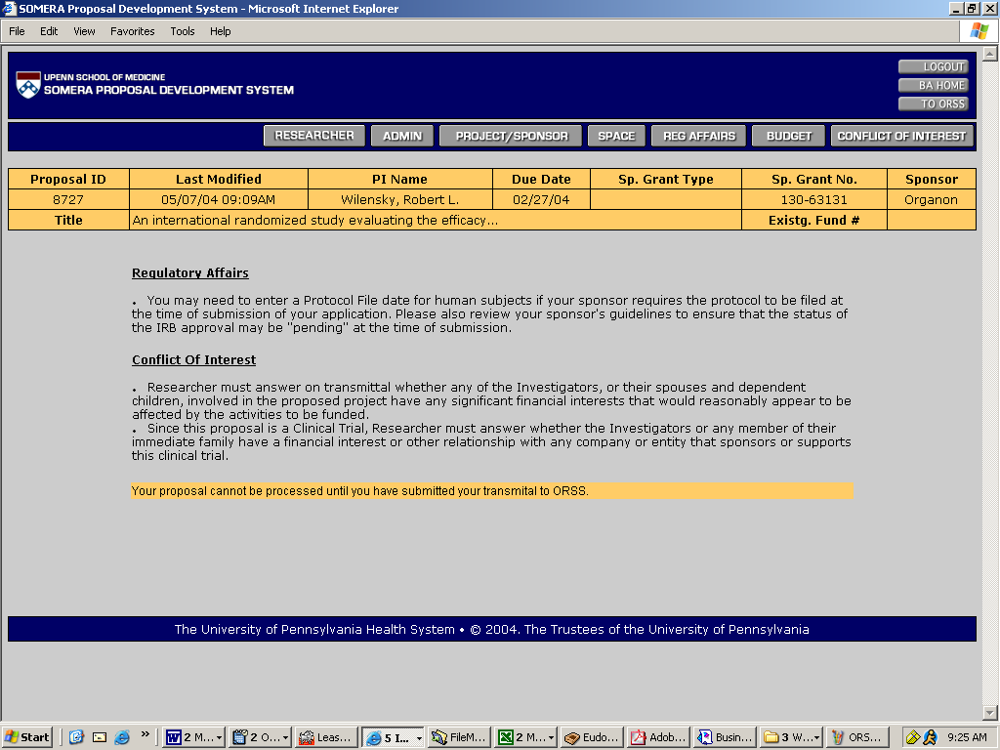 SOMERA Proposal Development System - Microsoft Internet Explorer
File Edit View Favorites Tools Help
UPENN SCHOOL OF MEDICINE
SOMERA PROPOSAL DEVELOPMENT SYSTEM
LOGOUT
BA HOME
TO ORSS
RESEARCHER ADMIN PROJECT/SPONSOR SPACE REG AFFAIRS BUDGET CONFLICT OF INTEREST
Proposal ID Last Modified PI Name Due Date Sp. Grant Type Sp. Grant No. Sponsor
8727 05/07/04 09:09AM Wilensky, Robert L. 02/27/04 130-63131 Organon
Title An international randomized study evaluating the efficacy... Existg. Fund #
Regulatory Affairs
. You may need to enter a Protocol File date for human subjects if your sponsor requires the protocol to be filed at
the time of submission of your application. Please also review your sponsor's guidelines to ensure that the status of
the IRB approval may be "pending" at the time of submission.
Conflict Of Interest
. Researcher must answer on transmittal whether any of the Investigators, or their spouses and dependent
children, involved in the proposed project have any significant financial interests that would reasonably appear to be
affected by the activities to be funded.
. Since this proposal is a Clinical Trial, Researcher must answer whether the Investigators or any member of their
immediate family have a financial interest or other relationship with any company or entity that sponsors or supports
this clinical trial.
Your proposal cannot be processed until you have submitted your transmital to ORSS.
The University of Pennsylvania Health System • © 2004. The Trustees of the University of Pennsylvania
Start » 2 M... 2 O... Leas... 5 I... FileM... 2 M... Eudo... Adob... Busin... 3 W... ORS... 9:25 AM